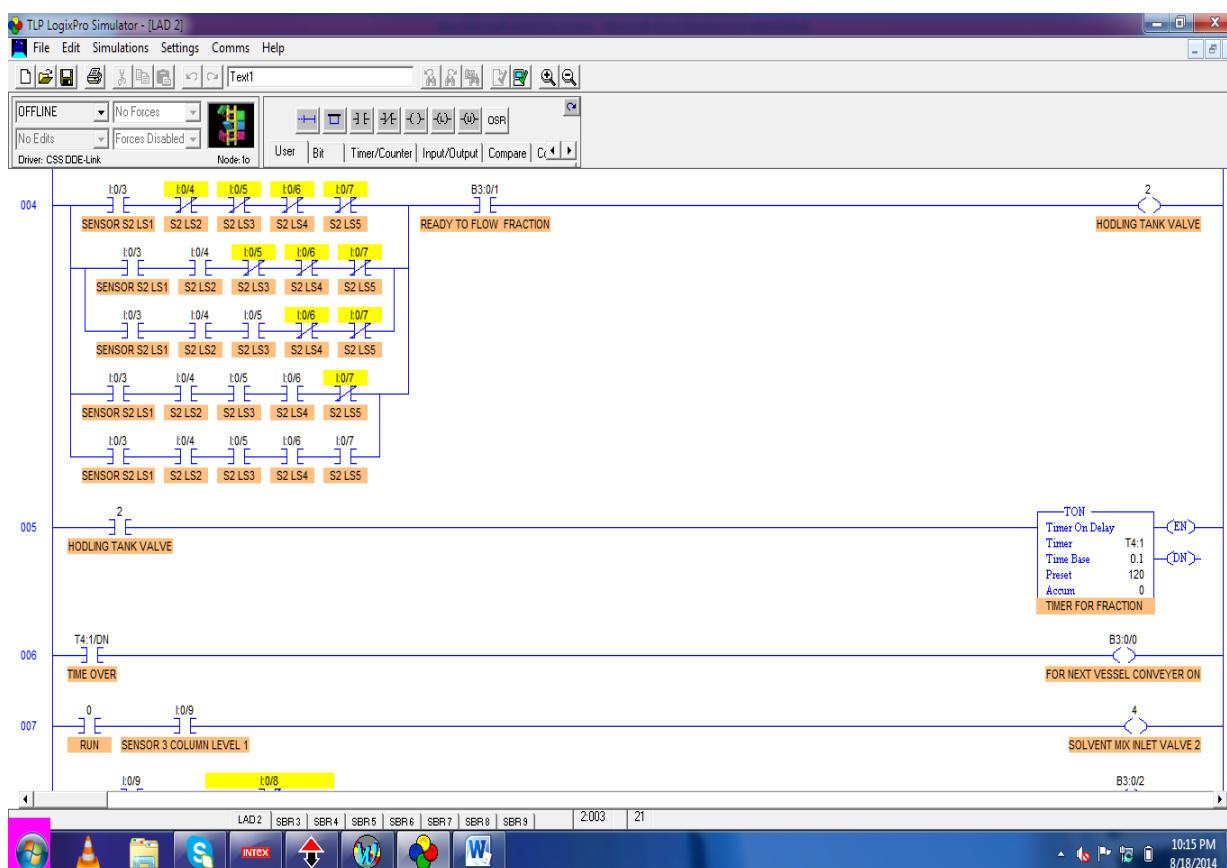 TLP LogixPro Simulator - [LAD 2]
File Edit Simulations Settings Comms Help
Text1
OFFLINE No Forces
No Edits Forces Disabled
Driver: CSS DDE-Link Node: 1o
OSR
User Bit Timer/Counter Input/Output Compare
I:0/3 I:0/4 I:0/5 I:0/6 I:0/7 B3:0/1 2
004
SENSOR S2 LS1 S2 LS2 S2 LS3 S2 LS4 S2 LS5 READY TO FLOW FRACTION HODLING TANK VALVE
I:0/3 I:0/4 I:0/5 I:0/6 I:0/7
SENSOR S2 LS1 S2 LS2 S2 LS3 S2 LS4 S2 LS5
I:0/3 I:0/4 I:0/5 I:0/6 I:0/7
SENSOR S2 LS1 S2 LS2 S2 LS3 S2 LS4 S2 LS5
I:0/3 I:0/4 I:0/5 I:0/6 I:0/7
SENSOR S2 LS1 S2 LS2 S2 LS3 S2 LS4 S2 LS5
I:0/3 I:0/4 I:0/5 I:0/6 I:0/7
SENSOR S2 LS1 S2 LS2 S2 LS3 S2 LS4 S2 LS5
2
005
HODLING TANK VALVE
TON
Timer On Delay (EN)
Timer T4:1
Time Base 0.1 (DN)
Preset 120
Accum 0
TIMER FOR FRACTION
T4:1/DN B3:0/0
006
TIME OVER FOR NEXT VESSEL CONVEYER ON
0 I:0/9 4
007
RUN SENSOR 3 COLUMN LEVEL 1 SOLVENT MIX INLET VALVE 2
I:0/9 I:0/8 B3:0/2
LAD 2 SBR 3 SBR 4 SBR 5 SBR 6 SBR 7 SBR 8 SBR 9 2:003 21
INTEX
10:15 PM
8/18/2014